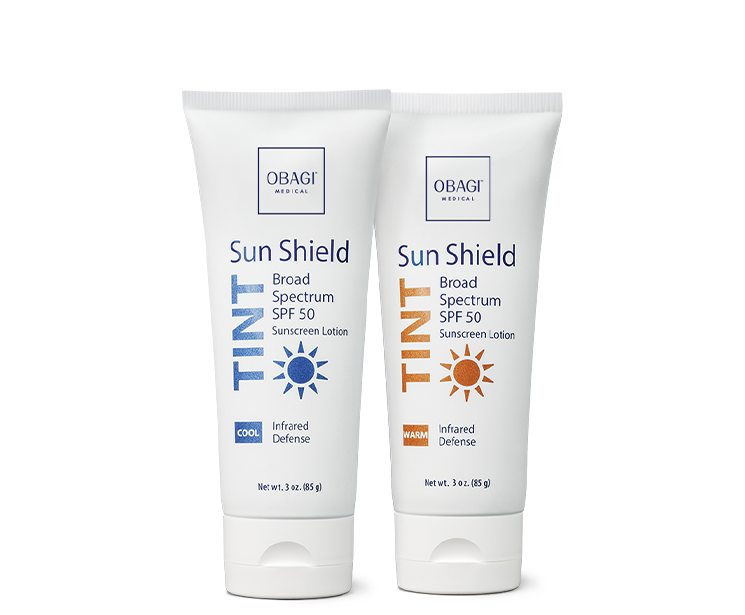 OBAGI
MEDICAL
Sun Shield
TINT
Broad
Spectrum
SPF 50
Sunscreen Lotion
COOL
Infrared
Defense
Net wt. 3 oz. (85 g)
OBAGI
MEDICAL
Sun Shield
TINT
Broad
Spectrum
SPF 50
Sunscreen Lotion
WARM
Infrared
Defense
Net wt. 3 oz. (85 g)